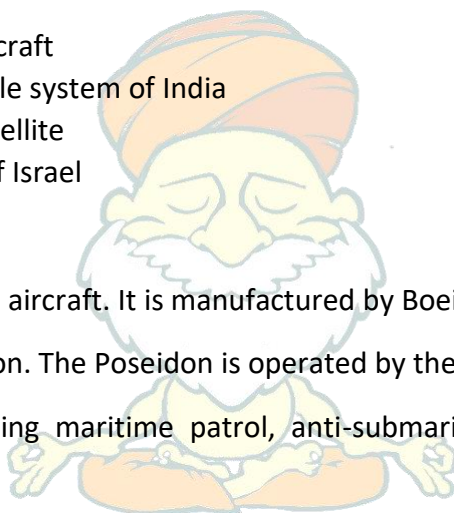 craft
le system of India
ellite
f Israel
aircraft. It is manufactured by Boei
on. The Poseidon is operated by the
ing maritime patrol, anti-submari